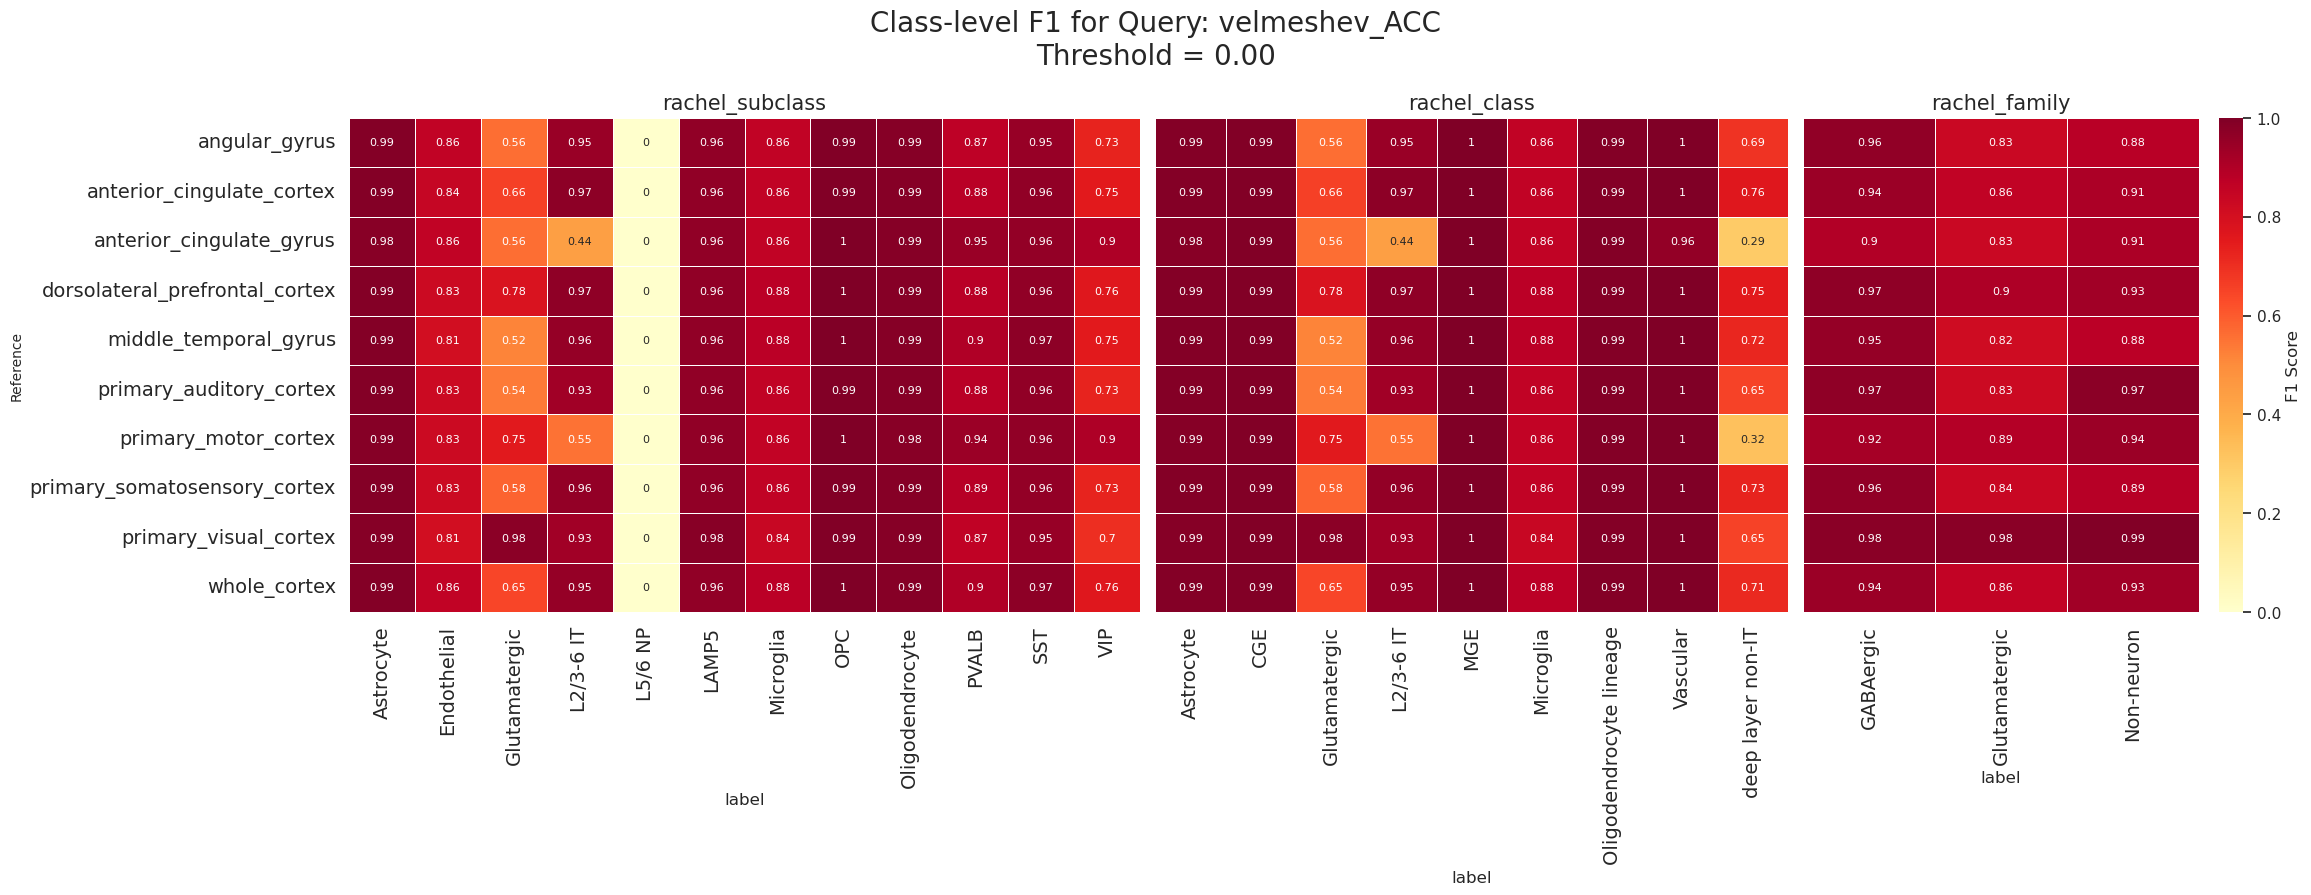 Class-level F1 for Query: velmeshev_ACC
Threshold = 0.00
rachel_subclass
rachel_class
rachel_family
Reference
angular_gyrus 0.99 0.86 0.56 0.95 0 0.96 0.86 0.99 0.99 0.87 0.95 0.73 0.99 0.99 0.56 0.95 1 0.86 0.99 1 0.69 0.96 0.83 0.88
anterior_cingulate_cortex 0.99 0.84 0.66 0.97 0 0.96 0.86 0.99 0.99 0.88 0.96 0.75 0.99 0.99 0.66 0.97 1 0.86 0.99 1 0.76 0.94 0.86 0.91
anterior_cingulate_gyrus 0.98 0.86 0.56 0.44 0 0.96 0.86 1 0.99 0.95 0.96 0.9 0.98 0.99 0.56 0.44 1 0.86 0.99 0.96 0.29 0.9 0.83 0.91
dorsolateral_prefrontal_cortex 0.99 0.83 0.78 0.97 0 0.96 0.88 1 0.99 0.88 0.96 0.76 0.99 0.99 0.78 0.97 1 0.88 0.99 1 0.75 0.97 0.9 0.93
middle_temporal_gyrus 0.99 0.81 0.52 0.96 0 0.96 0.88 1 0.99 0.9 0.97 0.75 0.99 0.99 0.52 0.96 1 0.88 0.99 1 0.72 0.95 0.82 0.88
primary_auditory_cortex 0.99 0.83 0.54 0.93 0 0.96 0.86 0.99 0.99 0.88 0.96 0.73 0.99 0.99 0.54 0.93 1 0.86 0.99 1 0.65 0.97 0.83 0.97
primary_motor_cortex 0.99 0.83 0.75 0.55 0 0.96 0.86 1 0.98 0.94 0.96 0.9 0.99 0.99 0.75 0.55 1 0.86 0.99 1 0.32 0.92 0.89 0.94
primary_somatosensory_cortex 0.99 0.83 0.58 0.96 0 0.96 0.86 0.99 0.99 0.89 0.96 0.73 0.99 0.99 0.58 0.96 1 0.86 0.99 1 0.73 0.96 0.84 0.89
primary_visual_cortex 0.99 0.81 0.98 0.93 0 0.98 0.84 0.99 0.99 0.87 0.95 0.7 0.99 0.99 0.98 0.93 1 0.84 0.99 1 0.65 0.98 0.98 0.99
whole_cortex 0.99 0.86 0.65 0.95 0 0.96 0.88 1 0.99 0.9 0.97 0.76 0.99 0.99 0.65 0.95 1 0.88 0.99 1 0.71 0.94 0.86 0.93
Astrocyte
Endothelial
Glutamatergic
L2/3-6 IT
L5/6 NP
LAMP5
Microglia
OPC
Oligodendrocyte
PVALB
SST
VIP
label
Astrocyte
CGE
Glutamatergic
L2/3-6 IT
MGE
Microglia
Oligodendrocyte lineage
Vascular
deep layer non-IT
label
GABAergic
Glutamatergic
Non-neuron
label
1.0
0.8
0.6
0.4
0.2
0.0
F1 Score